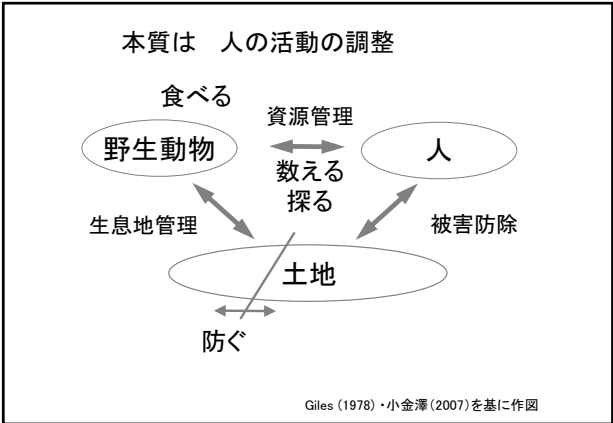 本質は　人の活動の調整
食べる
資源管理
野生動物
人
数える
探る
生息地管理
被害防除
土地
防ぐ
Giles (1978)・小金澤(2007)を基に作図